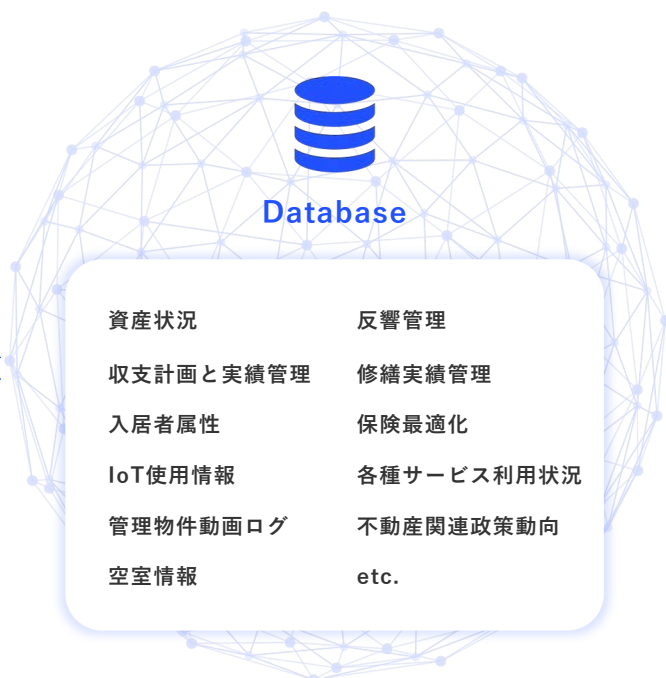 Database
資産状況
収支計画と実績管理
入居者属性
IoT使用情報
管理物件動画ログ
空室情報
反響管理
修繕実績管理
保険最適化
各種サービス利用状況
不動産関連政策動向
etc.